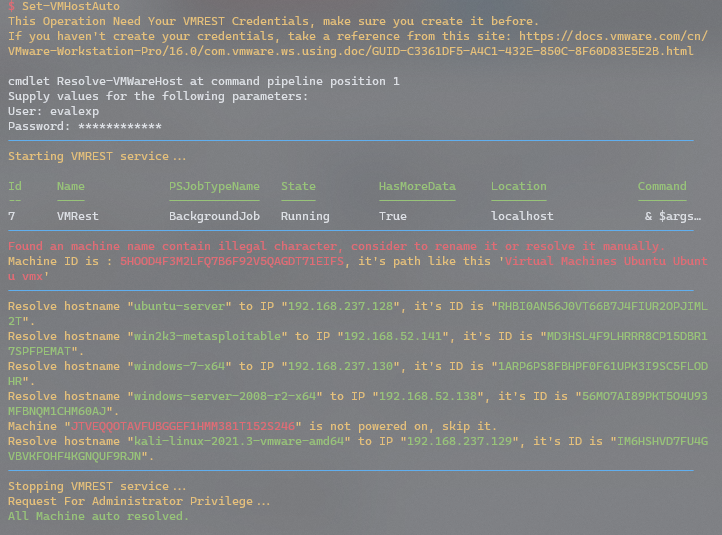 $ Set-VMHostAuto
This Operation Need Your VMREST Credentials, make sure you create it before.
If you haven't create your credentials, take a reference from this site: https://docs.vmware.com/cn/
VMware-Workstation-Pro/16.0/com.vmware.ws.using.doc/GUID-C3361DF5-A4C1-432E-850C-8F60D83E5E2B.html
cmdlet Resolve-VMWareHost at command pipeline position 1
Supply values for the following parameters:
User: evalexp
Password: ************
Starting VMREST service...
Id Name PSJobTypeName State HasMoreData Location Command
-- ---- ------------- ----- ----------- -------- -------
7 VMRest BackgroundJob Running True localhost & $args…
Found an machine name contain illegal character, consider to rename it or resolve it manually.
Machine ID is : 5HOOD4F3M2LFQ7B6F92V5QAGDT71EIFS, it's path like this 'Virtual Machines Ubuntu Ubunt
u vmx'
Resolve hostname "ubuntu-server" to IP "192.168.237.128", it's ID is "RHBI0AN56J0VT66B7J4FIUR2OPJIML
2T".
Resolve hostname "win2k3-metasploitable" to IP "192.168.52.141", it's ID is "MD3HSL4F9LHRRR8CP15DBR1
7SPFPEMAT".
Resolve hostname "windows-7-x64" to IP "192.168.237.130", it's ID is "1ARP6PS8FBHPF0F61UPK3I9SC5FLOD
HR".
Resolve hostname "windows-server-2008-r2-x64" to IP "192.168.52.138", it's ID is "56MO7AI89PKT5O4U93
MFBNQM1CHM60AJ".
Machine "JTVEQQOTAVFUBGGEF1HMM381T152S246" is not powered on, skip it.
Resolve hostname "kali-linux-2021.3-vmware-amd64" to IP "192.168.237.129", it's ID is "IM6HSHVD7FU4G
VBVKFOHF4KGNQUF9RJN".
Stopping VMREST service...
Request For Administrator Privilege...
All Machine auto resolved.